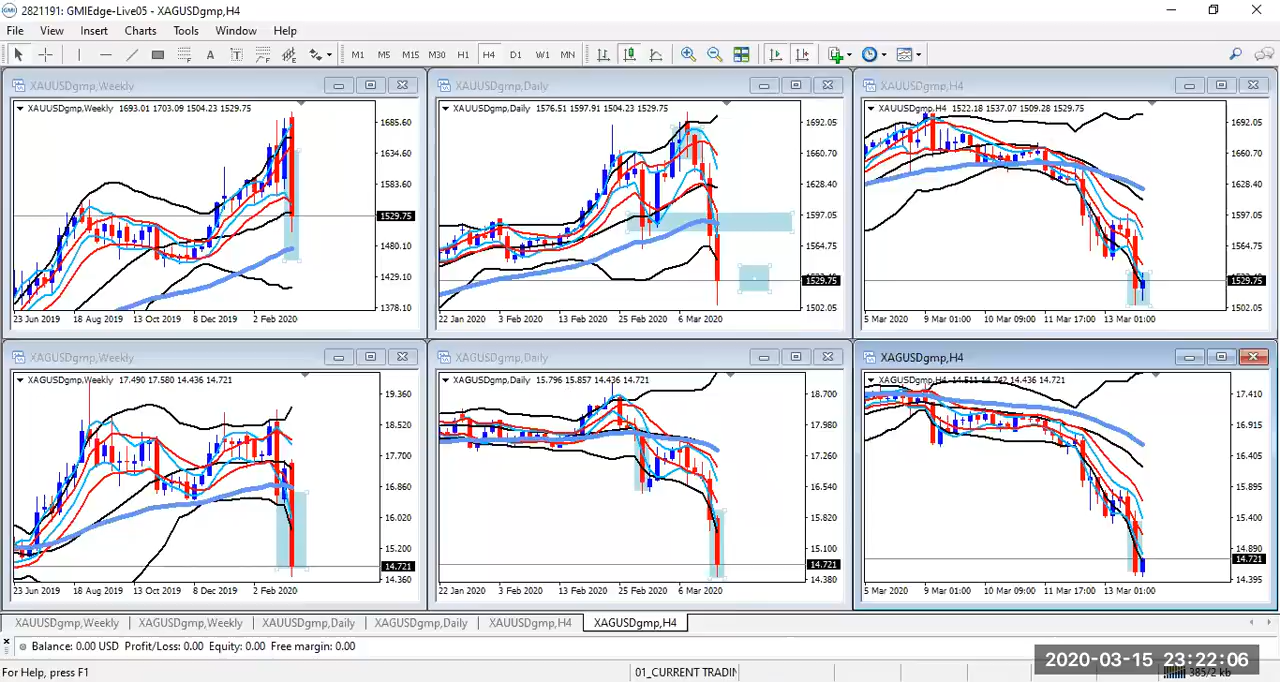 2821191: GMIEdge-Live05 - XAGUSDgmp,H4
File View Insert Charts Tools Window Help
A T M1 M5 M15 M30 H1 H4 D1 W1 MN
XAUUSDgmp,Weekly
XAUUSDgmp,Weekly 1693.01 1703.09 1504.23 1529.75
1685.60
1634.60
1583.60
1529.75
1480.10
1429.10
1378.10
23 Jun 2019 18 Aug 2019 13 Oct 2019 8 Dec 2019 2 Feb 2020
XAUUSDgmp,Daily
XAUUSDgmp,Daily 1576.51 1597.91 1504.23 1529.75
1692.05
1660.70
1628.40
1597.05
1564.75
1529.75
1502.05
22 Jan 2020 3 Feb 2020 13 Feb 2020 25 Feb 2020 6 Mar 2020
XAUUSDgmp,H4
XAUUSDgmp,H4 1522.18 1537.07 1509.28 1529.75
1692.05
1660.70
1628.40
1597.05
1564.75
1529.75
1502.05
5 Mar 2020 9 Mar 01:00 10 Mar 09:00 11 Mar 17:00 13 Mar 01:00
XAGUSDgmp,Weekly
XAGUSDgmp,Weekly 17.490 17.580 14.436 14.721
19.360
18.520
17.700
16.860
16.020
15.200
14.721
14.360
23 Jun 2019 18 Aug 2019 13 Oct 2019 8 Dec 2019 2 Feb 2020
XAGUSDgmp,Daily
XAGUSDgmp,Daily 15.796 15.857 14.436 14.721
18.700
17.980
17.260
16.540
15.820
15.100
14.721
14.380
22 Jan 2020 3 Feb 2020 13 Feb 2020 25 Feb 2020 6 Mar 2020
XAGUSDgmp,H4
XAGUSDgmp,H4 14.511 14.762 14.436 14.721
17.410
16.915
16.405
15.895
15.400
14.890
14.721
14.395
5 Mar 2020 9 Mar 01:00 10 Mar 09:00 11 Mar 17:00 13 Mar 01:00
XAUUSDgmp,Weekly XAGUSDgmp,Weekly XAUUSDgmp,Daily XAGUSDgmp,Daily XAUUSDgmp,H4 XAGUSDgmp,H4
Balance: 0.00 USD Profit/Loss: 0.00 Equity: 0.00 Free margin: 0.00
2020-03-15 23:22:06
For Help, press F1 01_CURRENT TRADIN 385/2 kb